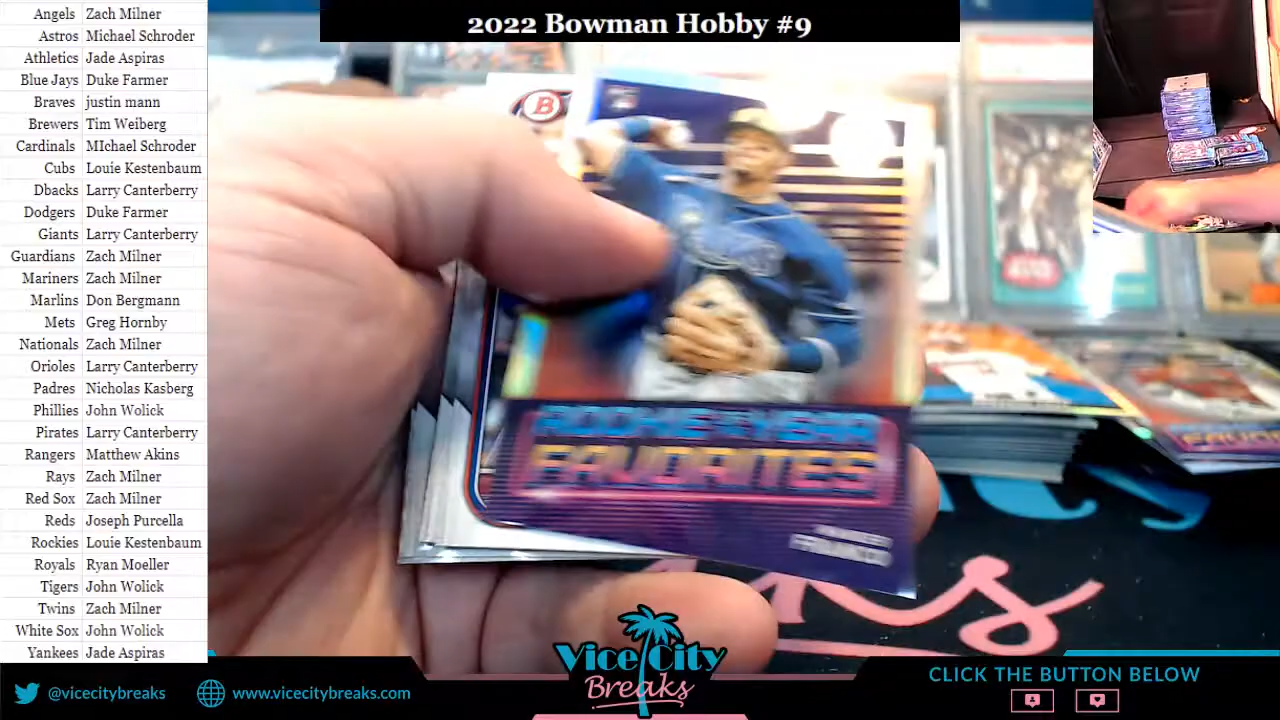 2022 Bowman Hobby #9
Angels Zach Milner
Astros Michael Schroder
Athletics Jade Aspiras
Blue Jays Duke Farmer
Braves justin mann
Brewers Tim Weiberg
Cardinals MIchael Schroder
Cubs Louie Kestenbaum
Dbacks Larry Canterberry
Dodgers Duke Farmer
Giants Larry Canterberry
Guardians Zach Milner
Mariners Zach Milner
Marlins Don Bergmann
Mets Greg Hornby
Nationals Zach Milner
Orioles Larry Canterberry
Padres Nicholas Kasberg
Phillies John Wolick
Pirates Larry Canterberry
Rangers Matthew Akins
Rays Zach Milner
Red Sox Zach Milner
Reds Joseph Purcella
Rockies Louie Kestenbaum
Royals Ryan Moeller
Tigers John Wolick
Twins Zach Milner
White Sox John Wolick
Yankees Jade Aspiras
B
ROOKIE OF THE YEAR
FAVORITES
Vice City
Breaks
@vicecitybreaks
www.vicecitybreaks.com
CLICK THE BUTTON BELOW